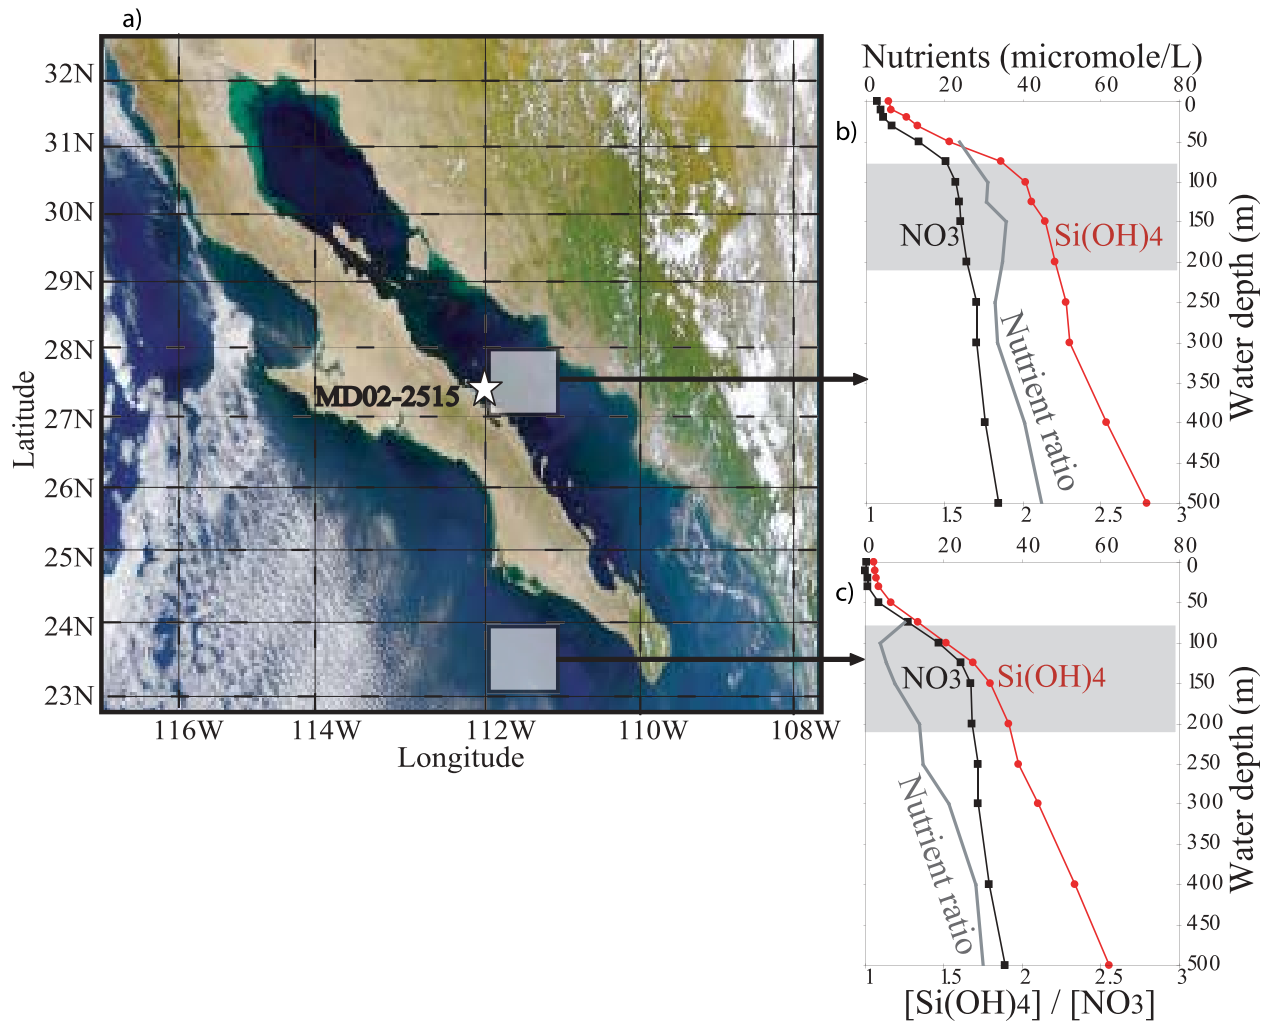 a)
32N
31N
30N
29N
28N
27N
26N
25N
24N
23N
Latitude
MD02-2515
116W 114W 112W 110W 108W
Longitude
Nutrients (micromole/L)
0 20 40 60 80
b)
0
50
100
150
200
250
300
350
400
450
500
Water depth (m)
NO3
Si(OH)4
Nutrient ratio
1 1.5 2 2.5 3
0 20 40 60 80
c)
0
50
100
150
200
250
300
350
400
450
500
Water depth (m)
NO3
Si(OH)4
Nutrient ratio
1 1.5 2 2.5 3
[Si(OH)4] / [NO3]